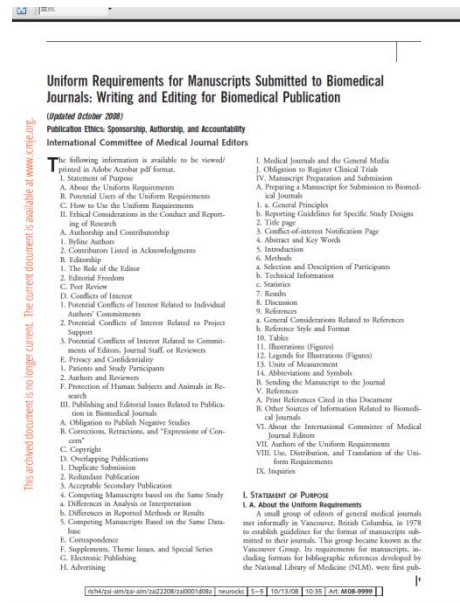 Uniform Requirements for Manuscripts Submitted to Biomedical
Journals: Writing and Editing for Biomedical Publication
(Updated October 2008)
Publication Ethics: Sponsorship, Authorship, and Accountability
International Committee of Medical Journal Editors
The following information is available to be viewed/
printed in Adobe Acrobat pdf format.
I. Statement of Purpose
A. About the Uniform Requirements
B. Potential Users of the Uniform Requirements
C. How to Use the Uniform Requirements
II. Ethical Considerations in the Conduct and Report-
ing of Research
A. Authorship and Contributorship
1. Byline Authors
2. Contributors Listed in Acknowledgments
B. Editorship
1. The Role of the Editor
2. Editorial Freedom
C. Peer Review
D. Conflicts of Interest
1. Potential Conflicts of Interest Related to Individual
Authors' Commitments
2. Potential Conflicts of Interest Related to Project
Support
3. Potential Conflicts of Interest Related to Commit-
ments of Editors, Journal Staff, or Reviewers
E. Privacy and Confidentiality
1. Patients and Study Participants
2. Authors and Reviewers
F. Protection of Human Subjects and Animals in Re-
search
III. Publishing and Editorial Issues Related to Publica-
tion in Biomedical Journals
A. Obligation to Publish Negative Studies
B. Corrections, Retractions, and "Expressions of Con-
cern"
C. Copyright
D. Overlapping Publications
1. Duplicate Submission
2. Redundant Publication
3. Acceptable Secondary Publication
4. Competing Manuscripts based on the Same Study
a. Differences in Analysis or Interpretation
b. Differences in Reported Methods or Results
5. Competing Manuscripts Based on the Same Data-
base
E. Correspondence
F. Supplements, Theme Issues, and Special Series
G. Electronic Publishing
H. Advertising
I. Medical Journals and the General Media
J. Obligation to Register Clinical Trials
IV. Manuscript Preparation and Submission
A. Preparing a Manuscript for Submission to Biomed-
ical Journals
1. a. General Principles
b. Reporting Guidelines for Specific Study Designs
2. Title page
3. Conflict-of-interest Notification Page
4. Abstract and Key Words
5. Introduction
6. Methods
a. Selection and Description of Participants
b. Technical Information
c. Statistics
7. Results
8. Discussion
9. References
a. General Considerations Related to References
b. Reference Style and Format
10. Tables
11. Illustrations (Figures)
12. Legends for Illustrations (Figures)
13. Units of Measurement
14. Abbreviations and Symbols
B. Sending the Manuscript to the Journal
V. References
A. Print References Cited in this Document
B. Other Sources of Information Related to Biomedi-
cal Journals
VI. About the International Committee of Medical
Journal Editors
VII. Authors of the Uniform Requirements
VIII. Use, Distribution, and Translation of the Uni-
form Requirements
IX. Inquiries
I. STATEMENT OF PURPOSE
I. A. About the Uniform Requirements
A small group of editors of general medical journals
met informally in Vancouver, British Columbia, in 1978
to establish guidelines for the format of manuscripts sub-
mitted to their journals. This group became known as the
Vancouver Group. Its requirements for manuscripts, in-
cluding formats for bibliographic references developed by
the National Library of Medicine (NLM), were first pub-
This archived document is no longer current. The current document is available at www.icmje.org.
rich4/zai-aim/zai-aim/zai22208/zai0001d08a neurocic S=5 10/13/08 10:35 Art: M08-9999